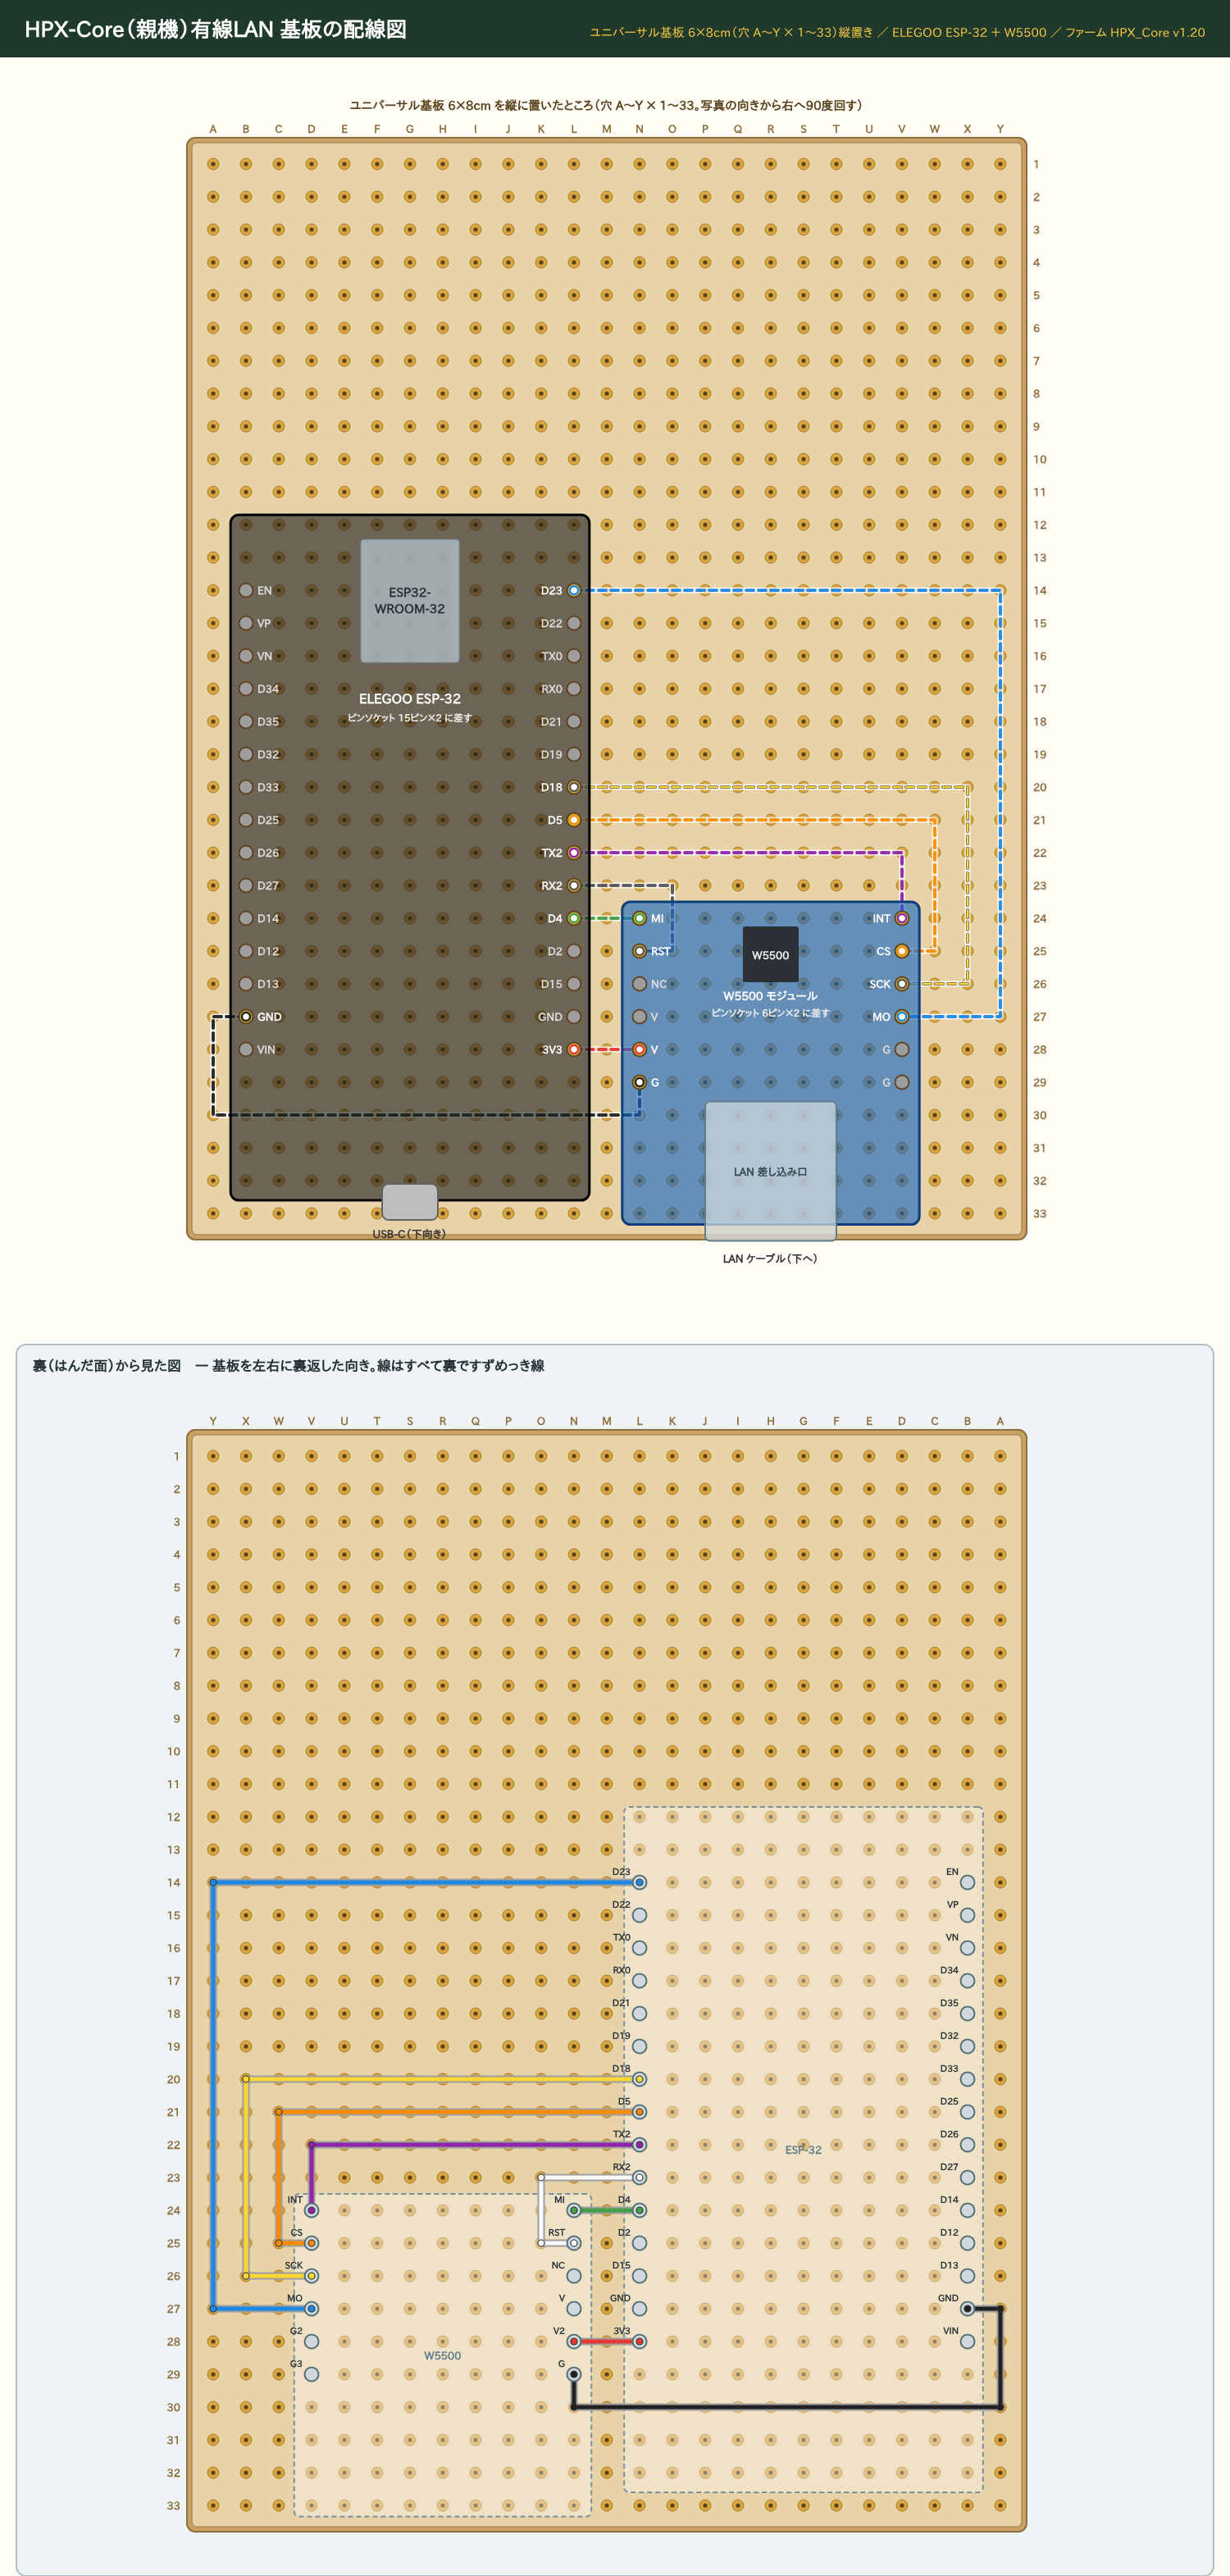 HPX-Core（親機）有線LAN 基板の配線図
ユニバーサル基板 6×8cm（穴 A〜Y × 1〜33）縦置き ／ ELEGOO ESP-32 + W5500 ／ ファーム HPX_Core v1.20
ユニバーサル基板 6×8cm を縦に置いたところ（穴 A〜Y × 1〜33。写真の向きから右へ90度回す）
A B C D E F G H I J K L M N O P Q R S T U V W X Y
1
2
3
4
5
6
7
8
9
10
11
12
13
ESP32-
EN D23 14
WROOM-32
VP D22 15
VN TX0 16
D34 RX0 17
ELEGOO ESP-32
ピンソケット 15ピン×2 に差す
D35 D21 18
D32 D19 19
D33 D18 20
D25 D5 21
D26 TX2 22
D27 RX2 23
D14 D4 MI INT 24
D12 D2 RST W5500 CS 25
D13 D15 NC SCK 26
W5500 モジュール
ピンソケット 6ピン×2 に差す
GND GND V MO 27
VIN 3V3 V G 28
G G 29
30
31
LAN 差し込み口
32
33
USB-C（下向き）
LAN ケーブル（下へ）
裏（はんだ面）から見た図　— 基板を左右に裏返した向き。線はすべて裏ですずめっき線
Y X W V U T S R Q P O N M L K J I H G F E D C B A
1
2
3
4
5
6
7
8
9
10
11
12
13
D23 EN
14
D22 VP
15
TX0 VN
16
RX0 D34
17
D21 D35
18
D19 D32
19
D18 D33
20
D5 D25
21
TX2 D26
22
ESP-32
RX2 D27
23
INT MI D4 D14
24
CS RST D2 D12
25
SCK NC D15 D13
26
MO V GND GND
27
G2 V2 3V3 VIN
28
W5500
G3 G
29
30
31
32
33